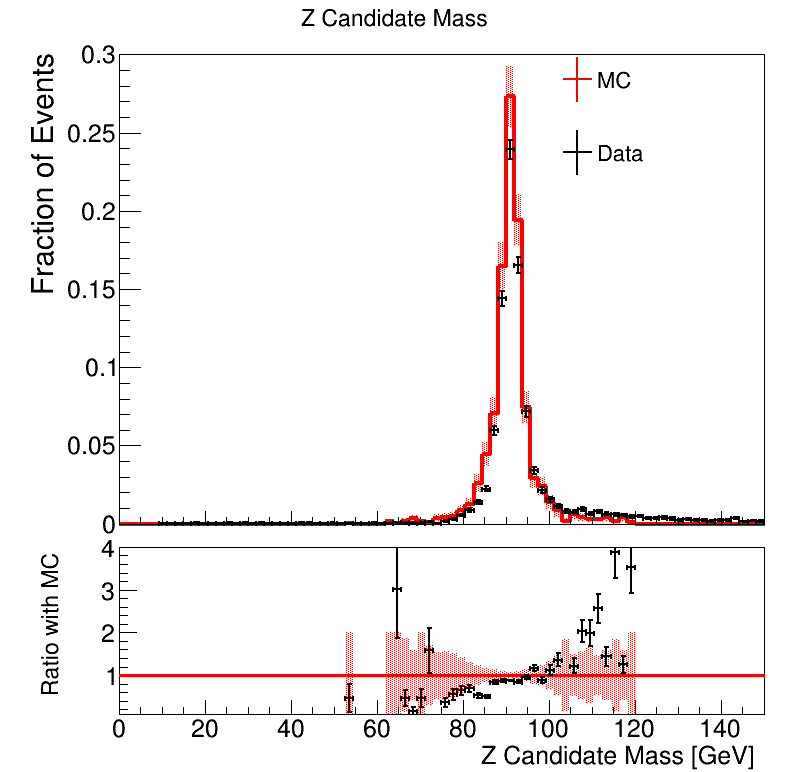 Z Candidate Mass
Fraction of Events
0.3
0.25
0.2
0.15
0.1
0.05
0
MC
Data
Ratio with MC
4
3
2
1
0 20 40 60 80 100 120 140
Z Candidate Mass [GeV]